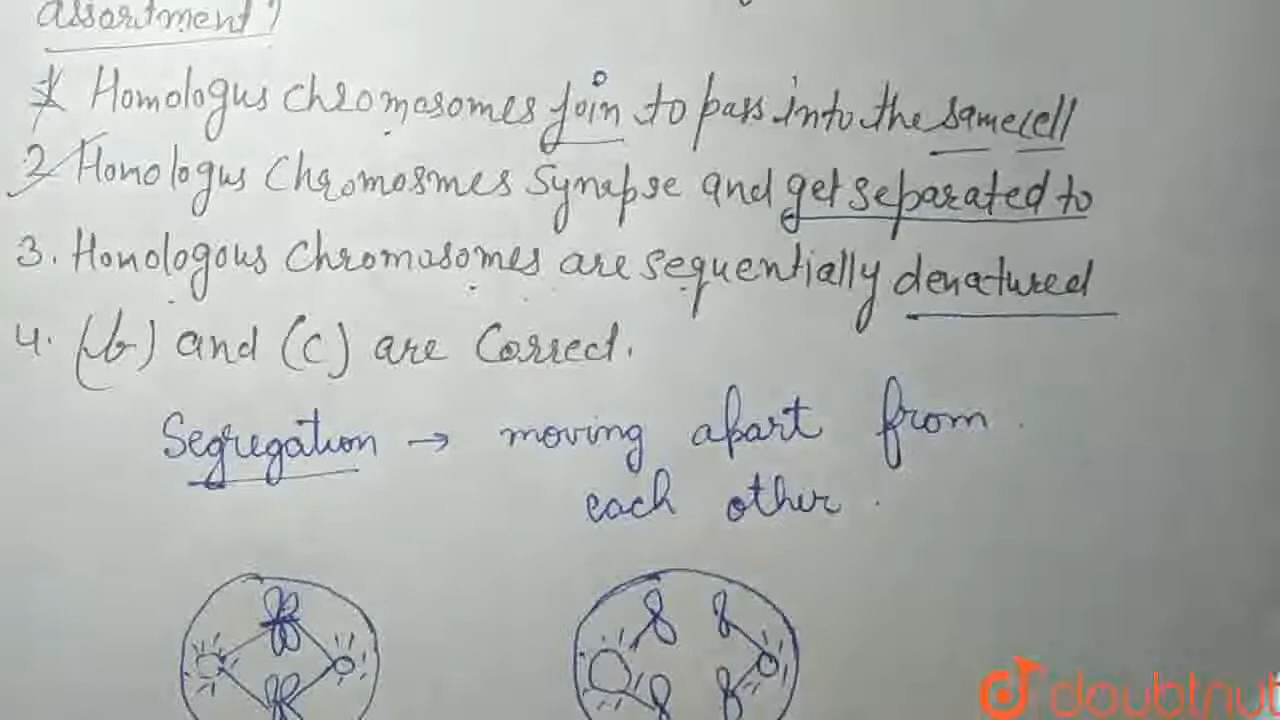 assortment?
1. Homologus chromosomes join to pass into the same cell
2. Homologus Chromosmes Synapse and get separated to
3. Homologous chromosomes are sequentially denatured
4. (b) and (c) are Correct.
Segregation → moving apart from
each other.
doubtnut